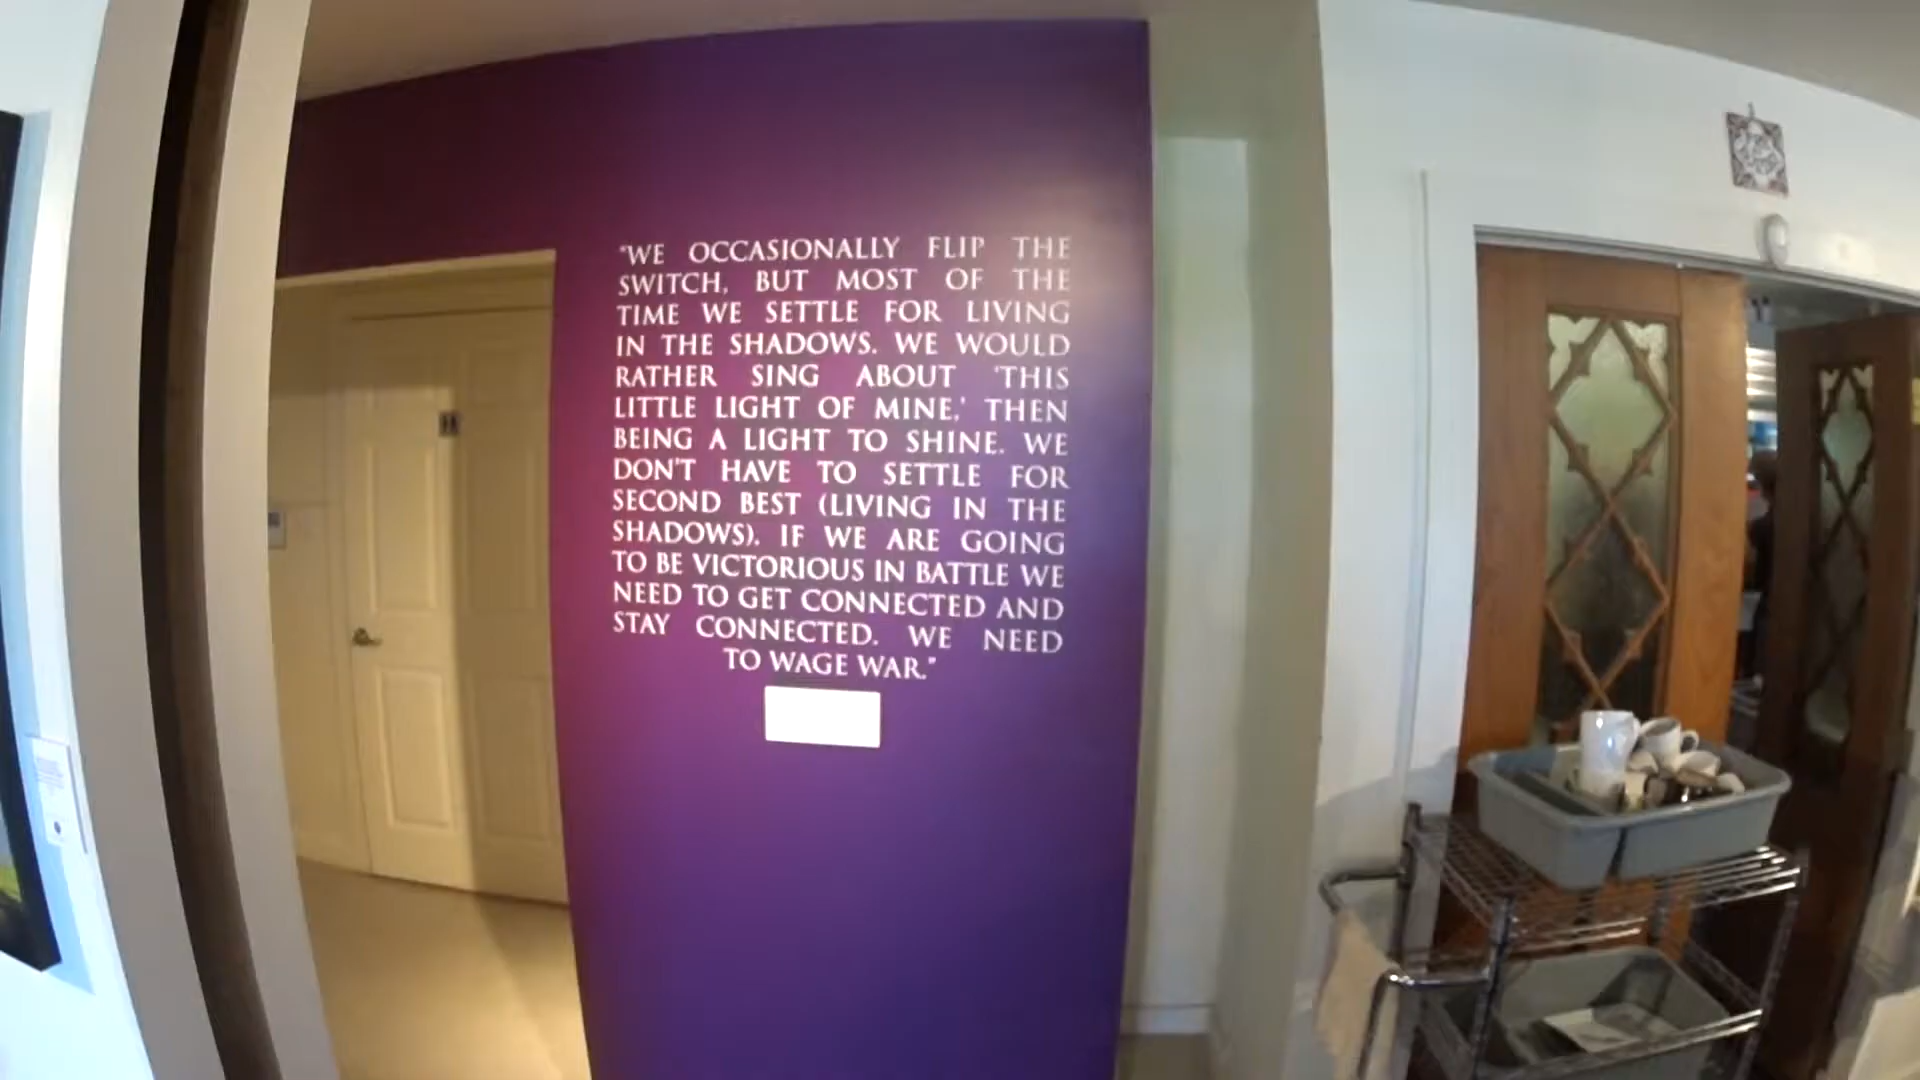 "WE OCCASIONALLY FLIP THE
SWITCH, BUT MOST OF THE
TIME WE SETTLE FOR LIVING
IN THE SHADOWS. WE WOULD
RATHER SING ABOUT 'THIS
LITTLE LIGHT OF MINE,' THEN
BEING A LIGHT TO SHINE. WE
DON'T HAVE TO SETTLE FOR
SECOND BEST (LIVING IN THE
SHADOWS). IF WE ARE GOING
TO BE VICTORIOUS IN BATTLE WE
NEED TO GET CONNECTED AND
STAY CONNECTED. WE NEED
TO WAGE WAR."